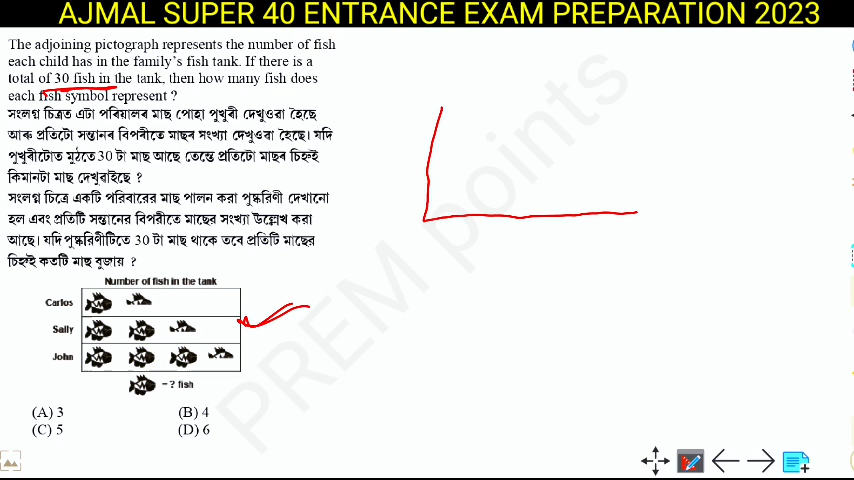 AJMAL SUPER 40 ENTRANCE EXAM PREPARATION 2023
The adjoining pictograph represents the number of fish
each child has in the family's fish tank. If there is a
total of 30 fish in the tank, then how many fish does
each fish symbol represent ?
সংলগ্ন চিত্ৰত এটা পৰিয়ালৰ মাছ পোহা পুখুৰী দেখুওৱা হৈছে
আৰু প্ৰতিটো সন্তানৰ বিপৰীতে মাছৰ সংখ্যা দেখুওৱা হৈছে। যদি
পুখুৰীটোত মুঠতে 30 টা মাছ আছে তেন্তে প্ৰতিটো মাছৰ চিহ্নই
কিমানটা মাছ দেখুৱাইছে ?
সংলগ্ন চিত্রে একটি পরিবারের মাছ পালন করা পুষ্করিণী দেখানো
হল এবং প্রতিটি সন্তানের বিপরীতে মাছের সংখ্যা উল্লেখ করা
আছে। যদি পুষ্করিণীটিতে 30 টা মাছ থাকে তবে প্রতিটি মাছের
চিহ্নই কতটি মাছ বুজায় ?
Number of fish in the tank
Carlos
Sally
John
= ? fish
(A) 3 (B) 4
(C) 5 (D) 6
PREM points